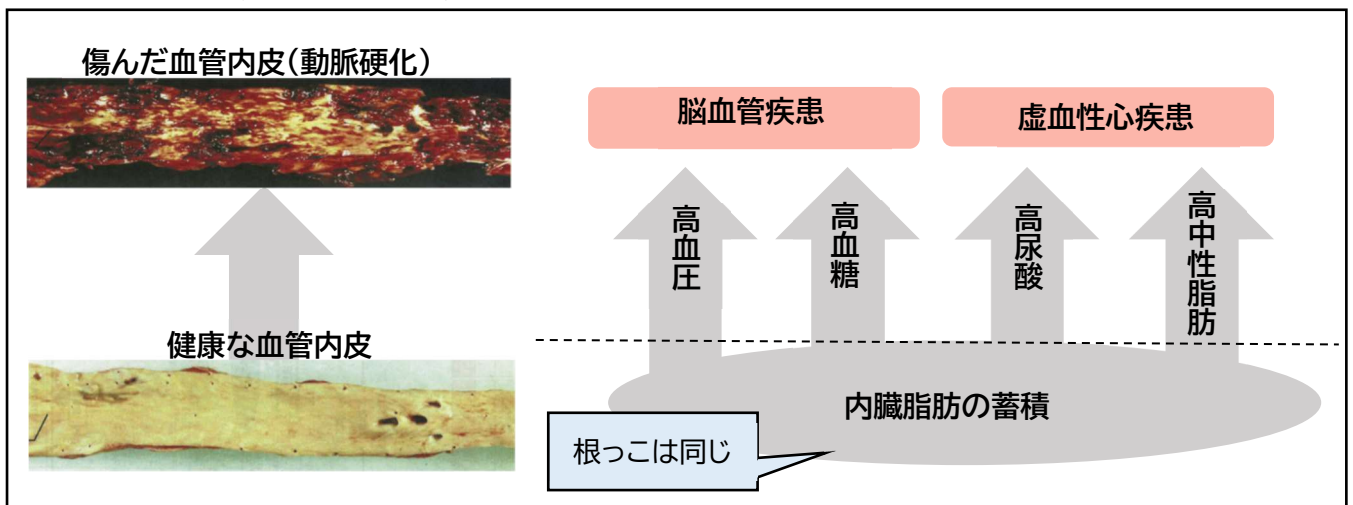 傷んだ血管内皮(動脈硬化)
健康な血管内皮
脳血管疾患
虚血性心疾患
高血圧
高血糖
高尿酸
高中性脂肪
内臓脂肪の蓄積
根っこは同じ